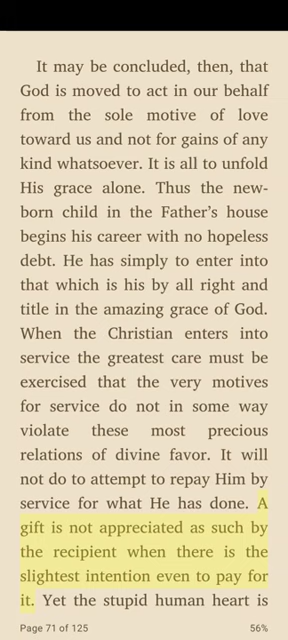 It may be concluded, then, that
God is moved to act in our behalf
from the sole motive of love
toward us and not for gains of any
kind whatsoever. It is all to unfold
His grace alone. Thus the new-
born child in the Father’s house
begins his career with no hopeless
debt. He has simply to enter into
that which is his by all right and
title in the amazing grace of God.
When the Christian enters into
service the greatest care must be
exercised that the very motives
for service do not in some way
violate these most precious
relations of divine favor. It will
not do to attempt to repay Him by
service for what He has done. A
gift is not appreciated as such by
the recipient when there is the
slightest intention even to pay for
it. Yet the stupid human heart is
Page 71 of 125 56%